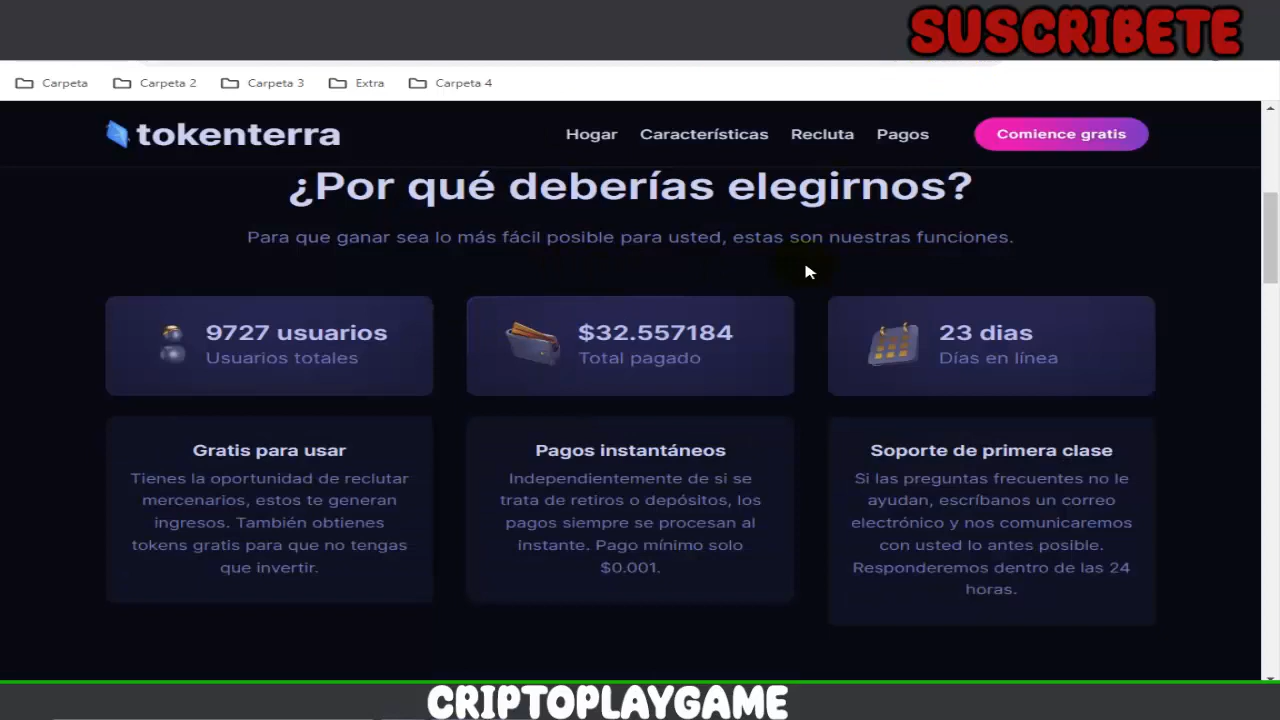 SUSCRIBETE
Carpeta Carpeta 2 Carpeta 3 Extra Carpeta 4
tokenterra Hogar Características Recluta Pagos Comience gratis
¿Por qué deberías elegirnos?
Para que ganar sea lo más fácil posible para usted, estas son nuestras funciones.
9727 usuarios
Usuarios totales
$32.557184
Total pagado
23 dias
Días en línea
Gratis para usar
Tienes la oportunidad de reclutar
mercenarios, estos te generan
ingresos. También obtienes
tokens gratis para que no tengas
que invertir.
Pagos instantáneos
Independientemente de si se
trata de retiros o depósitos, los
pagos siempre se procesan al
instante. Pago mínimo solo
$0.001.
Soporte de primera clase
Si las preguntas frecuentes no le
ayudan, escríbanos un correo
electrónico y nos comunicaremos
con usted lo antes posible.
Responderemos dentro de las 24
horas.
CRIPTOPLAYGAME